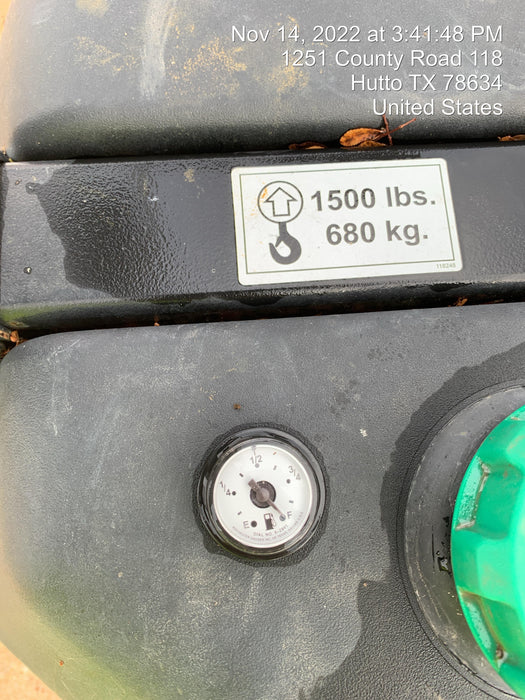 Nov 14, 2022 at 3:41:48 PM
1251 County Road 118
Hutto TX 78634
United States
1500 lbs.
680 kg.
118248
1/2
1/4 3/4
E F